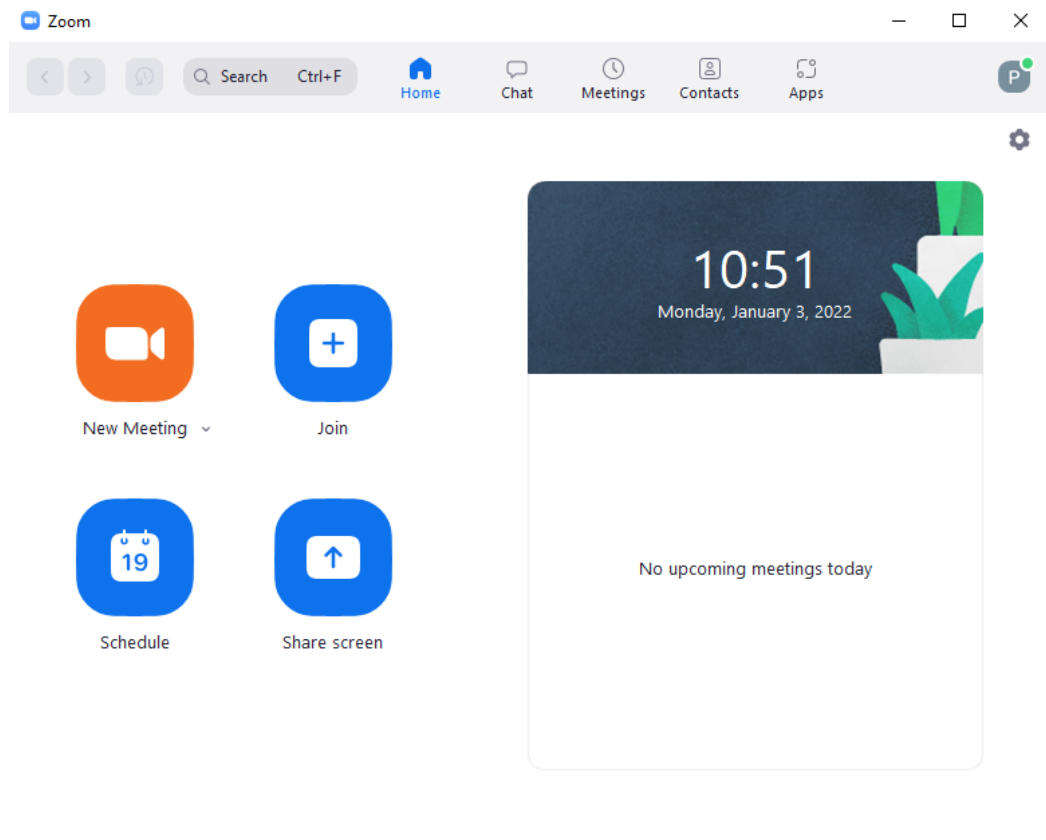 Zoom
Search Ctrl+F
Home
Chat
Meetings
Contacts
Apps
P
10:51
Monday, January 3, 2022
New Meeting
Join
19
Schedule
Share screen
No upcoming meetings today